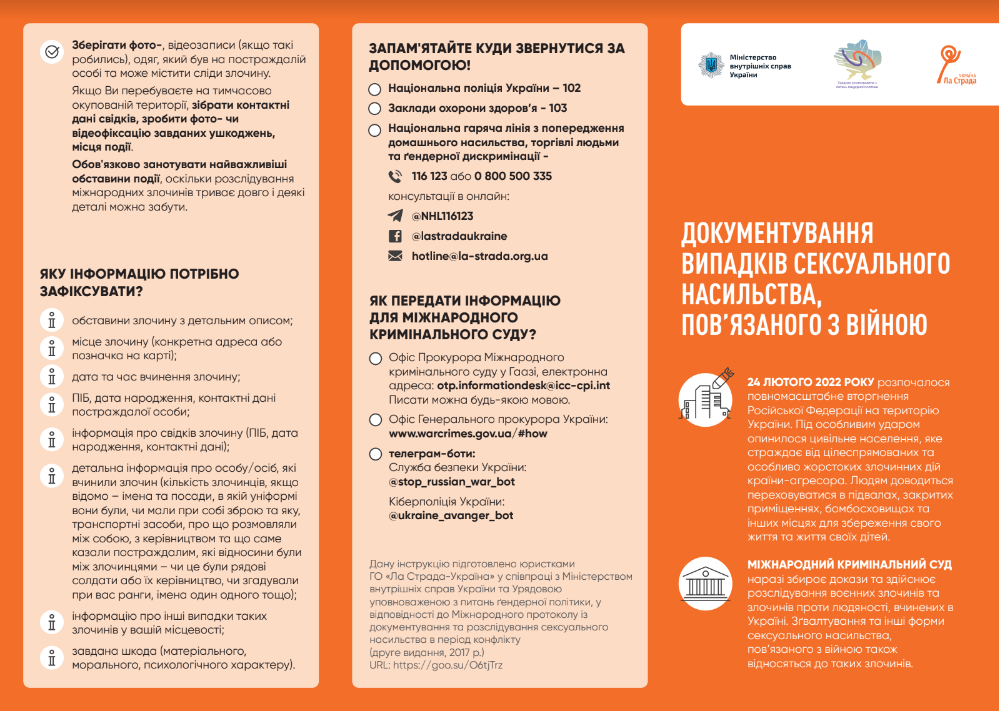 Зберігати фото-, відеозаписи (якщо такі
робились), одяг, який був на постраждалій
особі та може містити сліди злочину.
Якщо Ви перебуваєте на тимчасово
окупованій території, зібрати контактні
дані свідків, зробити фото- чи
відеофіксацію завданих ушкоджень,
місця події.
Обов'язково занотувати найважливіші
обставини події, оскільки розслідування
міжнародних злочинів триває довго і деякі
деталі можна забути.
ЯКУ ІНФОРМАЦІЮ ПОТРІБНО
ЗАФІКСУВАТИ?
обставини злочину з детальним описом;
місце злочину (конкретна адреса або
позначка на карті);
дата та час вчинення злочину;
ПІБ, дата народження, контактні дані
постраждалої особи;
інформація про свідків злочину (ПІБ, дата
народження, контактні дані);
детальна інформація про особу/осіб, які
вчинили злочин (кількість злочинців, якщо
відомо – імена та посади, в якій уніформі
вони були, чи мали при собі зброю та яку,
транспортні засоби, про що розмовляли
між собою, з керівництвом та що саме
казали постраждалим, які відносини були
між злочинцями – чи це були рядові
солдати або їх керівництво, чи згадували
при вас ранги, імена один одного тощо);
інформацію про інші випадки таких
злочинів у вашій місцевості;
завдана шкода (матеріального,
морального, психологічного характеру).
ЗАПАМ'ЯТАЙТЕ КУДИ ЗВЕРНУТИСЯ ЗА
ДОПОМОГОЮ!
Національна поліція України – 102
Заклади охорони здоров'я - 103
Національна гаряча лінія з попередження
домашнього насильства, торгівлі людьми
та ґендерної дискримінації -
116 123 або 0 800 500 335
консультації в онлайн:
@NHL116123
@lastradaukraine
hotline@la-strada.org.ua
ЯК ПЕРЕДАТИ ІНФОРМАЦІЮ
ДЛЯ МІЖНАРОДНОГО
КРИМІНАЛЬНОГО СУДУ?
Офіс Прокурора Міжнародного
кримінального суду у Гаазі, електронна
адреса: otp.informationdesk@icc-cpi.int
Писати можна будь-якою мовою.
Офіс Генерального прокурора України:
www.warcrimes.gov.ua/#how
телеграм-боти:
Служба безпеки України:
@stop_russian_war_bot
Кіберполіція України:
@ukraine_avanger_bot
Дану інструкцію підготовлено юристками
ГО «Ла Страда-Україна» у співпраці з Міністерством
внутрішніх справ України та Урядовою
уповноваженою з питань ґендерної політики, у
відповідності до Міжнародного протоколу із
документування та розслідування сексуального
насильства в період конфлікту
(друге видання, 2017 р.)
URL: https://goo.su/O6tjTrz
Міністерство
внутрішніх справ
України
УКРАЇНА
Ла Страда
ДОКУМЕНТУВАННЯ
ВИПАДКІВ СЕКСУАЛЬНОГО
НАСИЛЬСТВА,
ПОВ'ЯЗАНОГО З ВІЙНОЮ
24 ЛЮТОГО 2022 РОКУ розпочалося
повномасштабне вторгнення
Російської Федерації на територію
України. Під особливим ударом
опинилося цивільне населення, яке
страждає від цілеспрямованих та
особливо жорстоких злочинних дій
країни-агресора. Людям доводиться
переховуватися в підвалах, закритих
приміщеннях, бомбосховищах та
інших місцях для збереження свого
життя та життя своїх дітей.
МІЖНАРОДНИЙ КРИМІНАЛЬНИЙ СУД
наразі збирає докази та здійснює
розслідування воєнних злочинів та
злочинів проти людяності, вчинених в
Україні. Зґвалтування та інші форми
сексуального насильства,
пов'язаного з війною також
відносяться до таких злочинів.